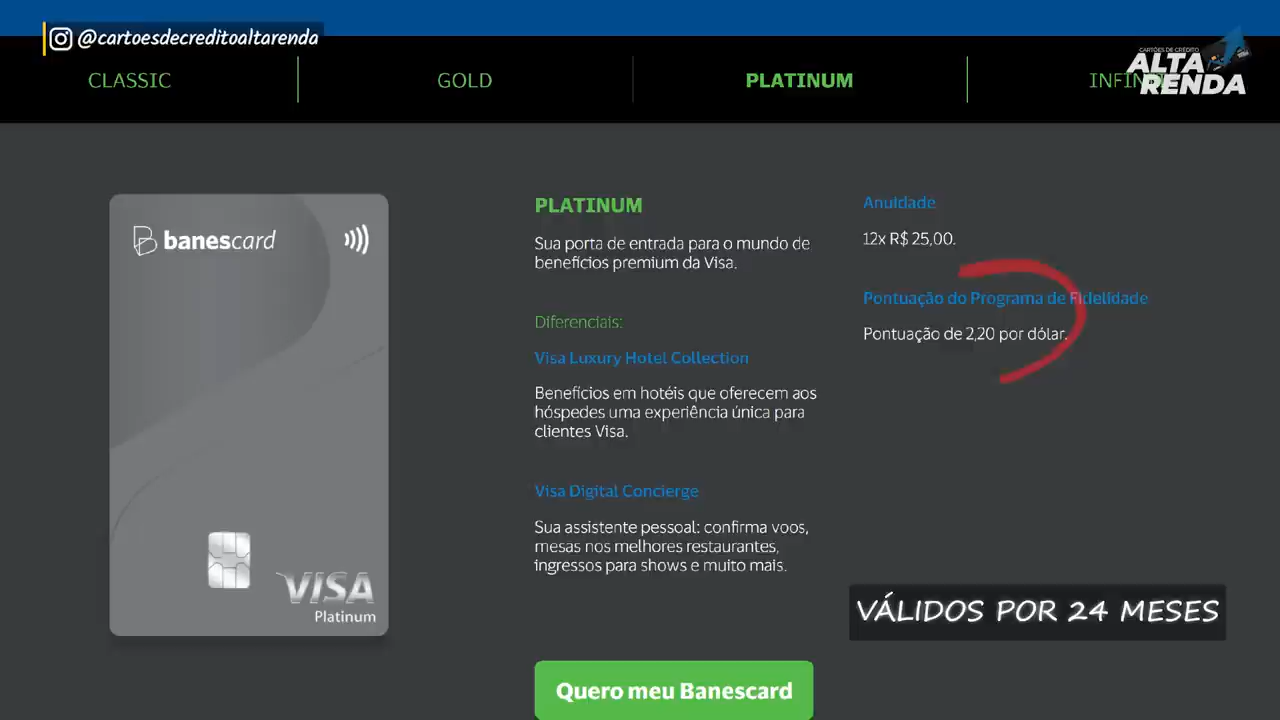 @cartoesdecreditoaltarenda
CARTÕES DE CRÉDITO
ALTA
RENDA
CLASSIC
GOLD
PLATINUM
banescard
VISA
Platinum
PLATINUM
Sua porta de entrada para o mundo de
benefícios premium da Visa.
Diferenciais:
Visa Luxury Hotel Collection
Benefícios em hotéis que oferecem aos
hóspedes uma experiência única para
clientes Visa.
Visa Digital Concierge
Sua assistente pessoal: confirma voos,
mesas nos melhores restaurantes,
ingressos para shows e muito mais.
Anuidade
12x R$ 25,00.
Pontuação do Programa de Fidelidade
Pontuação de 2,20 por dólar.
VÁLIDOS POR 24 MESES
Quero meu Banescard